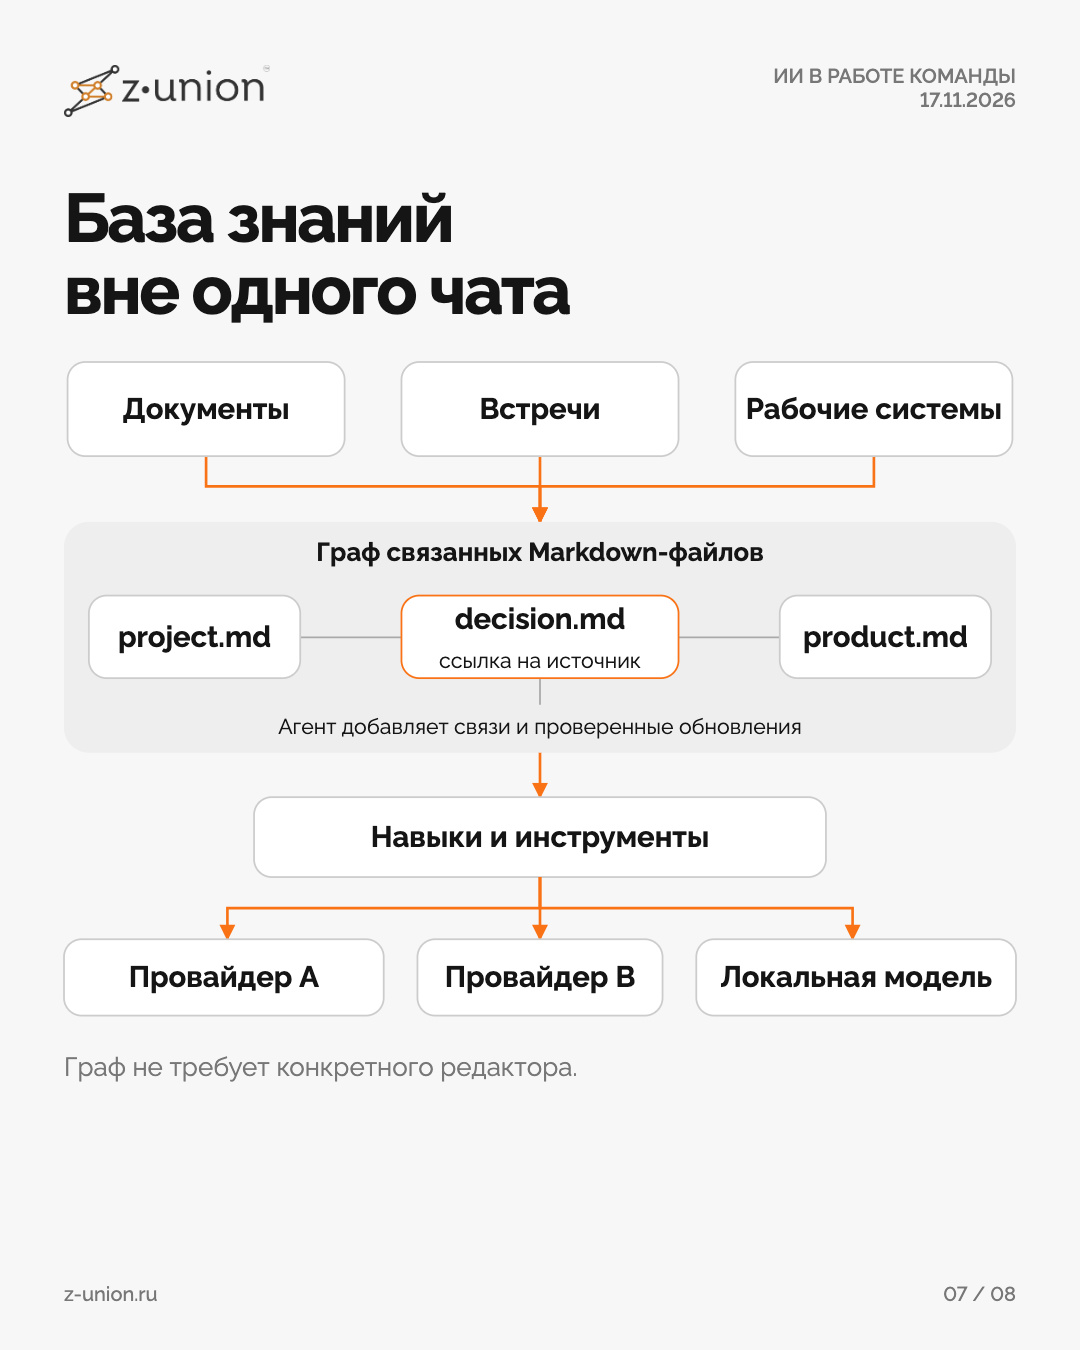 z·union
ИИ В РАБОТЕ КОМАНДЫ
17.11.2026
База знаний
вне одного чата
Документы
Встречи
Рабочие системы
Граф связанных Markdown-файлов
project.md
decision.md
ссылка на источник
product.md
Агент добавляет связи и проверенные обновления
Навыки и инструменты
Провайдер A
Провайдер B
Локальная модель
Граф не требует конкретного редактора.
z-union.ru
07 / 08